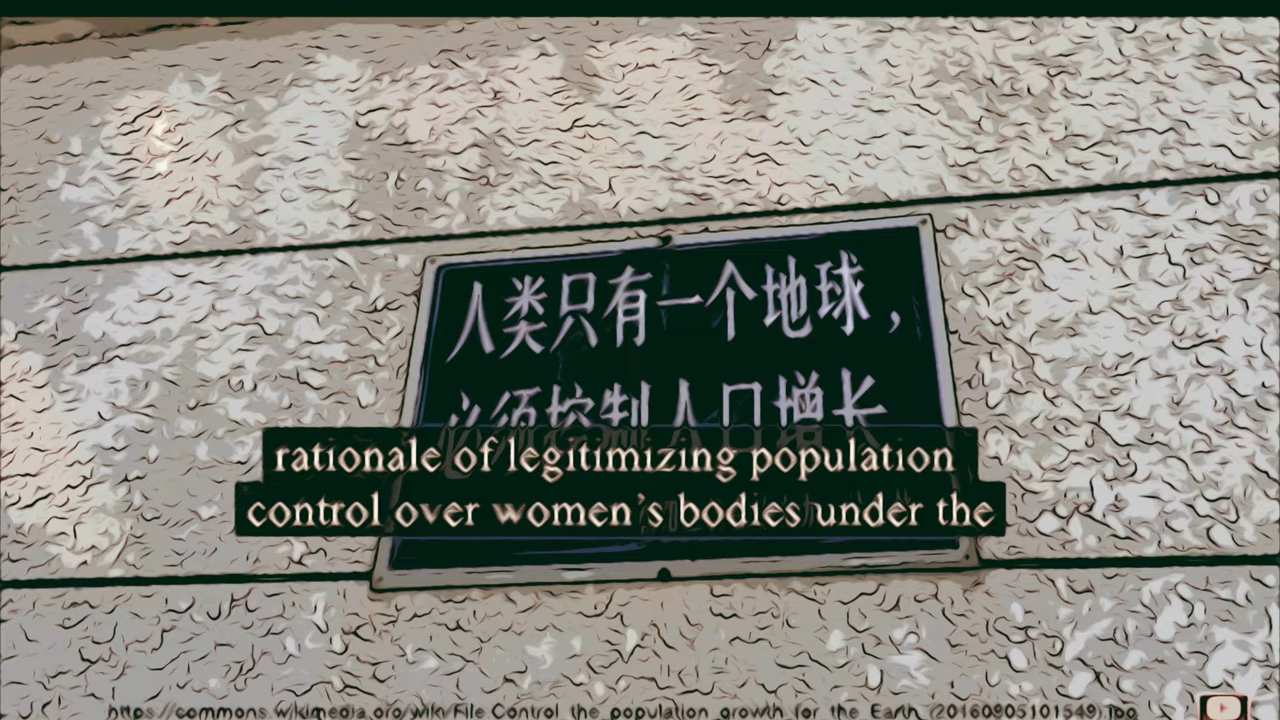 人类只有一个地球，
必须控制人口增长
rationale of legitimizing population
control over women's bodies under the
https://commons.wikimedia.org/wiki/File:Control_the_population_growth_for_the_Earth_(20160905101549).jpg